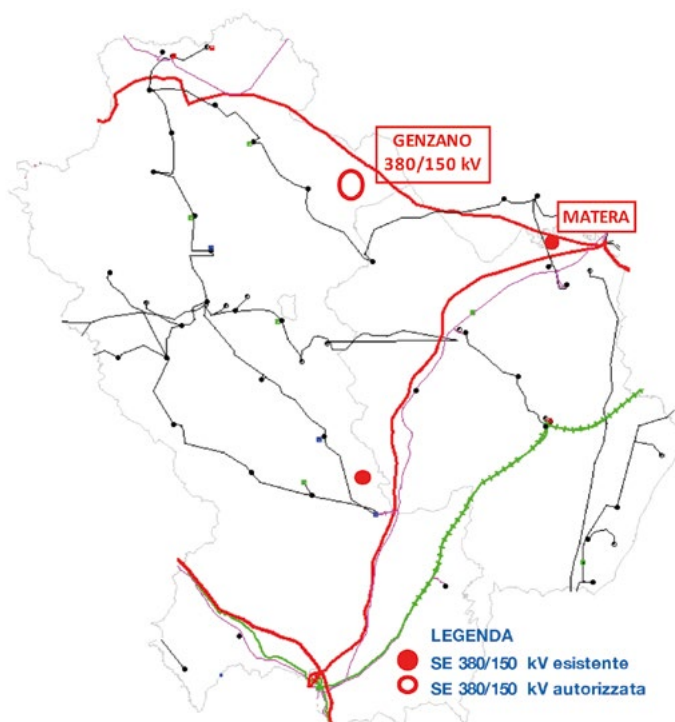 GENZANO
380/150 kV
MATERA
LEGENDA
SE 380/150 kV esistente
SE 380/150 kV autorizzata